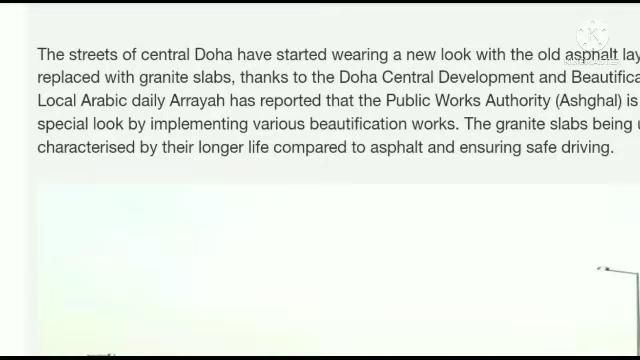 The streets of central Doha have started wearing a new look with the old asphalt
replaced with granite slabs, thanks to the Doha Central Development and
Local Arabic daily Arrayah has reported that the Public Works Authority (Ashghal) is
special look by implementing various beautification works. The granite slabs being
characterised by their longer life compared to asphalt and ensuring safe driving.